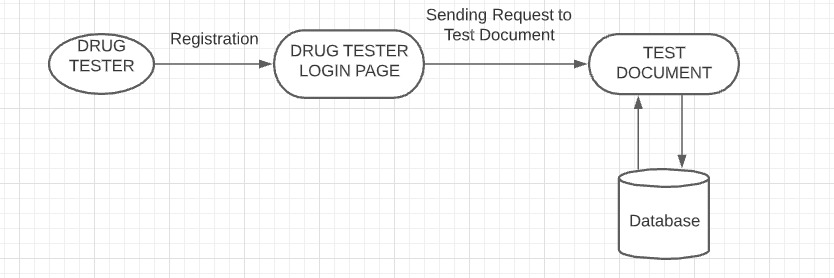 DRUG
TESTER
Registration
DRUG TESTER
LOGIN PAGE
Sending Request to
Test Document
TEST
DOCUMENT
Database